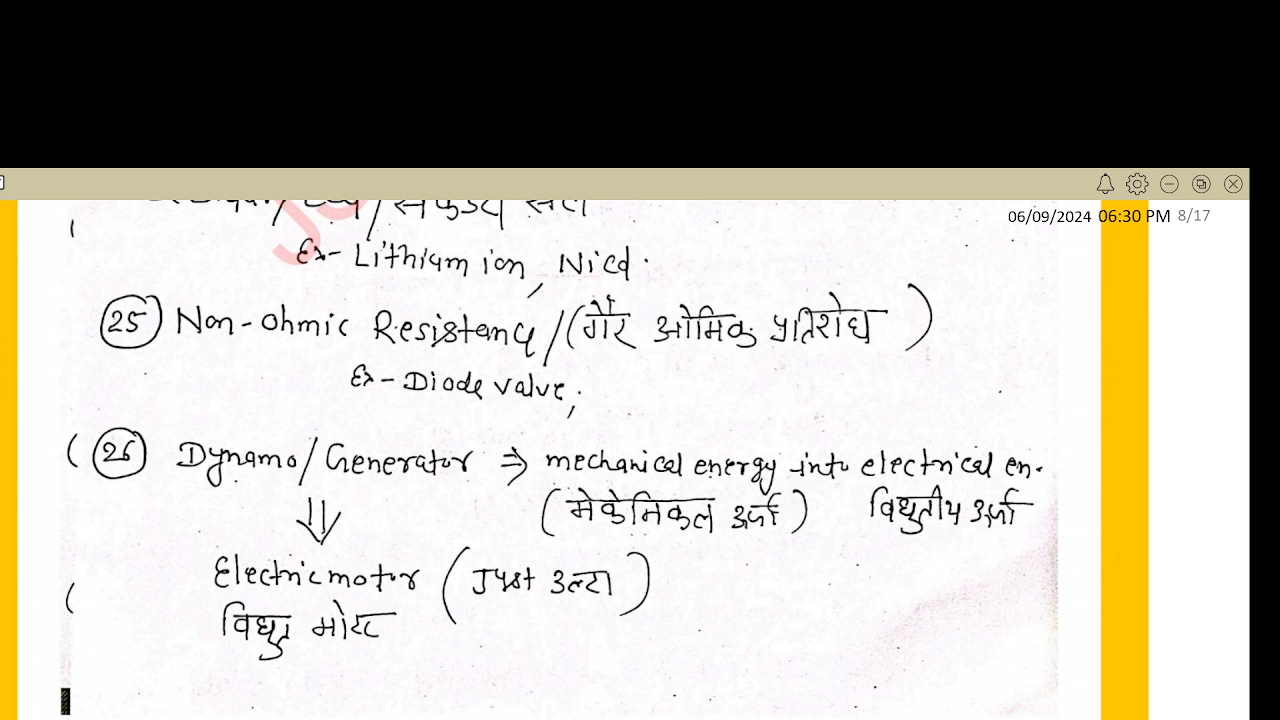 06/09/2024 06:30 PM 8/17
Ex- Lithium ion, Nicd.
25 Non-ohmic Resistance/(गैर ओमिक प्रतिरोध)
Ex- Diode valve,
( 26 Dynamo/Generator ⇒ mechanical energy into electrical en.
(मेकेनिकल ऊर्जा) विद्युतीय ऊर्जा
⇓
Electric motor (Just उल्टा)
( विद्युत मोटर